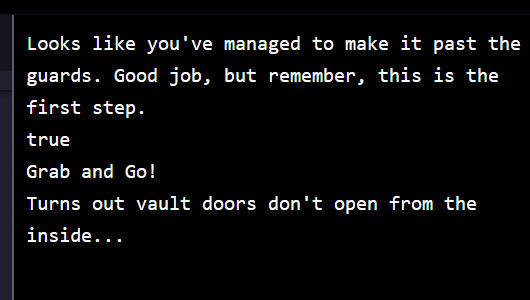 Looks like you've managed to make it past the
guards. Good job, but remember, this is the
first step.
true
Grab and Go!
Turns out vault doors don't open from the
inside...